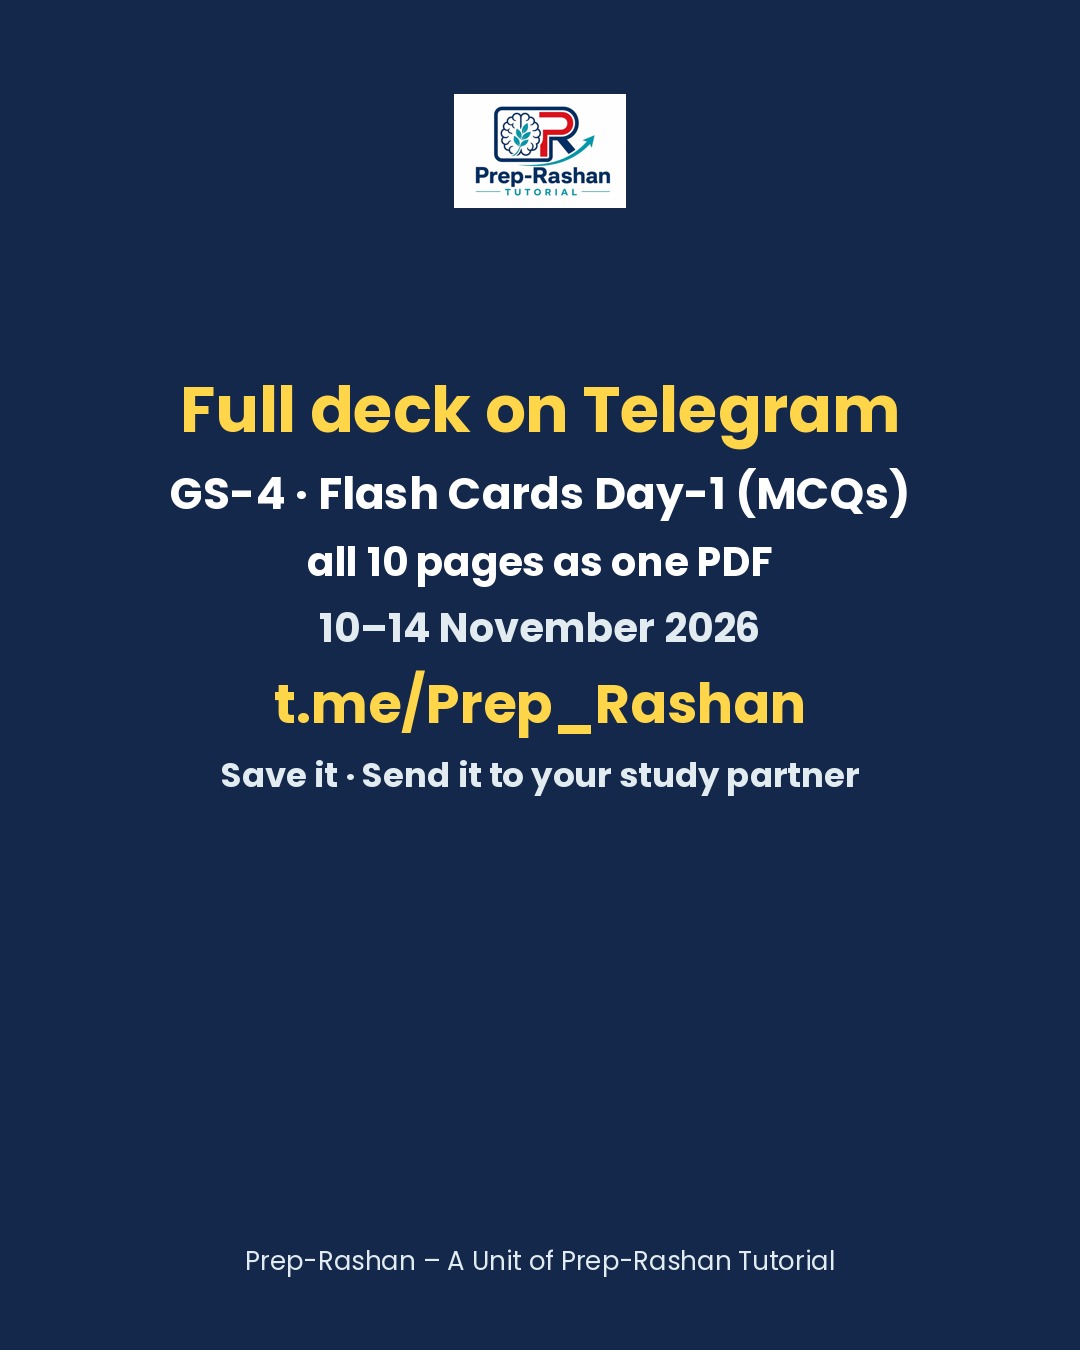 Prep-Rashan
TUTORIAL
Full deck on Telegram
GS-4 · Flash Cards Day-1 (MCQs)
all 10 pages as one PDF
10–14 November 2026
t.me/Prep_Rashan
Save it · Send it to your study partner
Prep-Rashan – A Unit of Prep-Rashan Tutorial